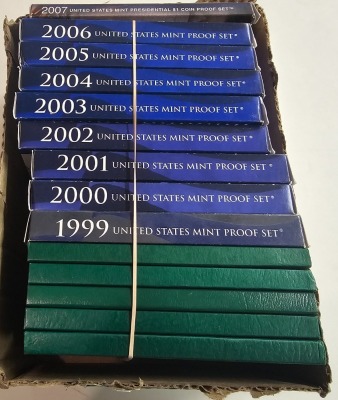 2007 UNITED STATES MINT PRESIDENTIAL $1 COIN PROOF SET™
2006 UNITED STATES MINT PROOF SET®
2005 UNITED STATES MINT PROOF SET®
2004 UNITED STATES MINT PROOF SET®
2003 UNITED STATES MINT PROOF SET®
2002 UNITED STATES MINT PROOF SET®
2001 UNITED STATES MINT PROOF SET®
2000 UNITED STATES MINT PROOF SET®
1999 UNITED STATES MINT PROOF SET®